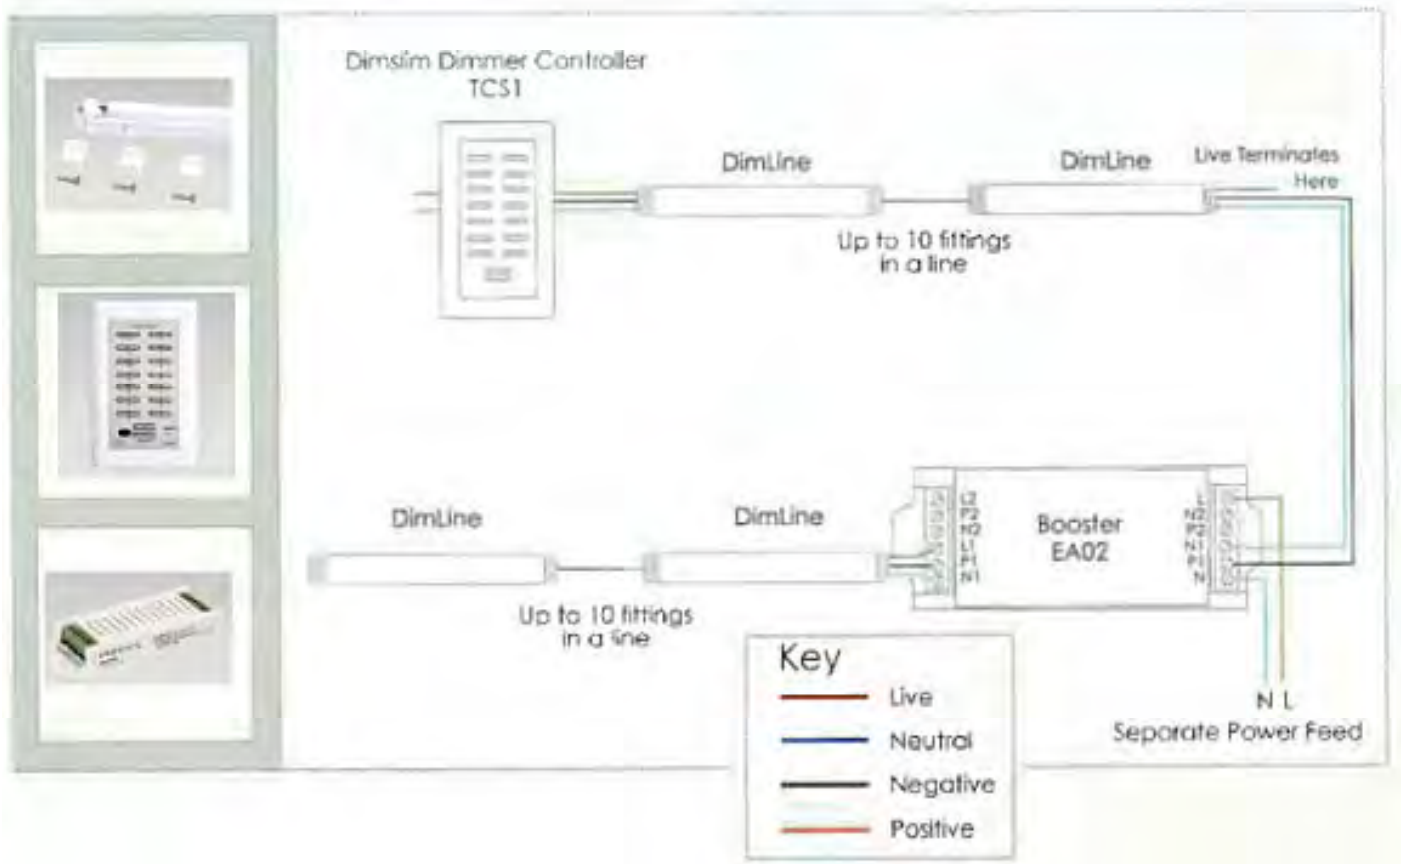 Dimslim Dimmer Controller
TCS1
DimLine
DimLine
Live Terminates
Here
Up to 10 fittings
in a line
DimLine
DimLine
Up to 10 fittings
in a line
L2
P2
N2
L1
P1
N1
Booster
EA02
L
N2
P2
N1
P1
N
N L
Separate Power Feed
Key
Live
Neutral
Negative
Positive